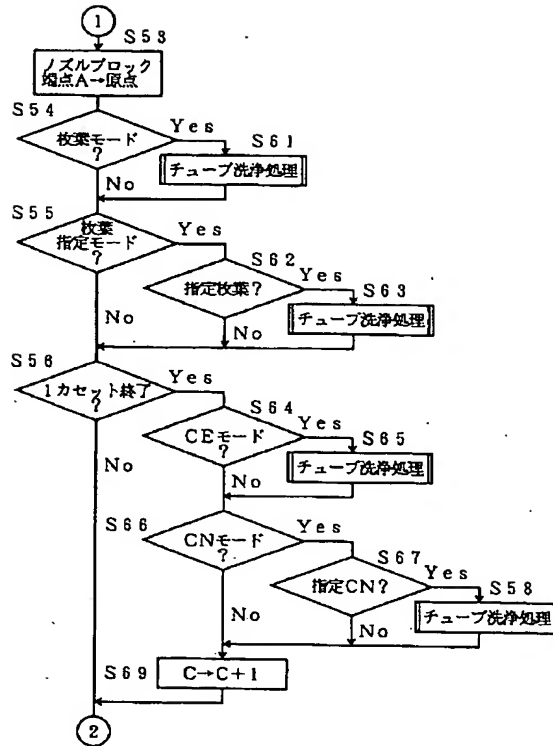 1
S53
ノズルブロック
端点A→原点
S54
枚葉モード
?
Yes
S61
チューブ洗浄処理
No
S55
枚葉
指定モード
?
Yes
S62
指定枚葉?
Yes
S63
チューブ洗浄処理
No
No
S56
1カセット終了
?
Yes
S64
CEモード
?
Yes
S65
チューブ洗浄処理
No
No
S66
CNモード
?
Yes
S67
指定CN?
Yes
S58
チューブ洗浄処理
No
No
S69
C→C+1
2